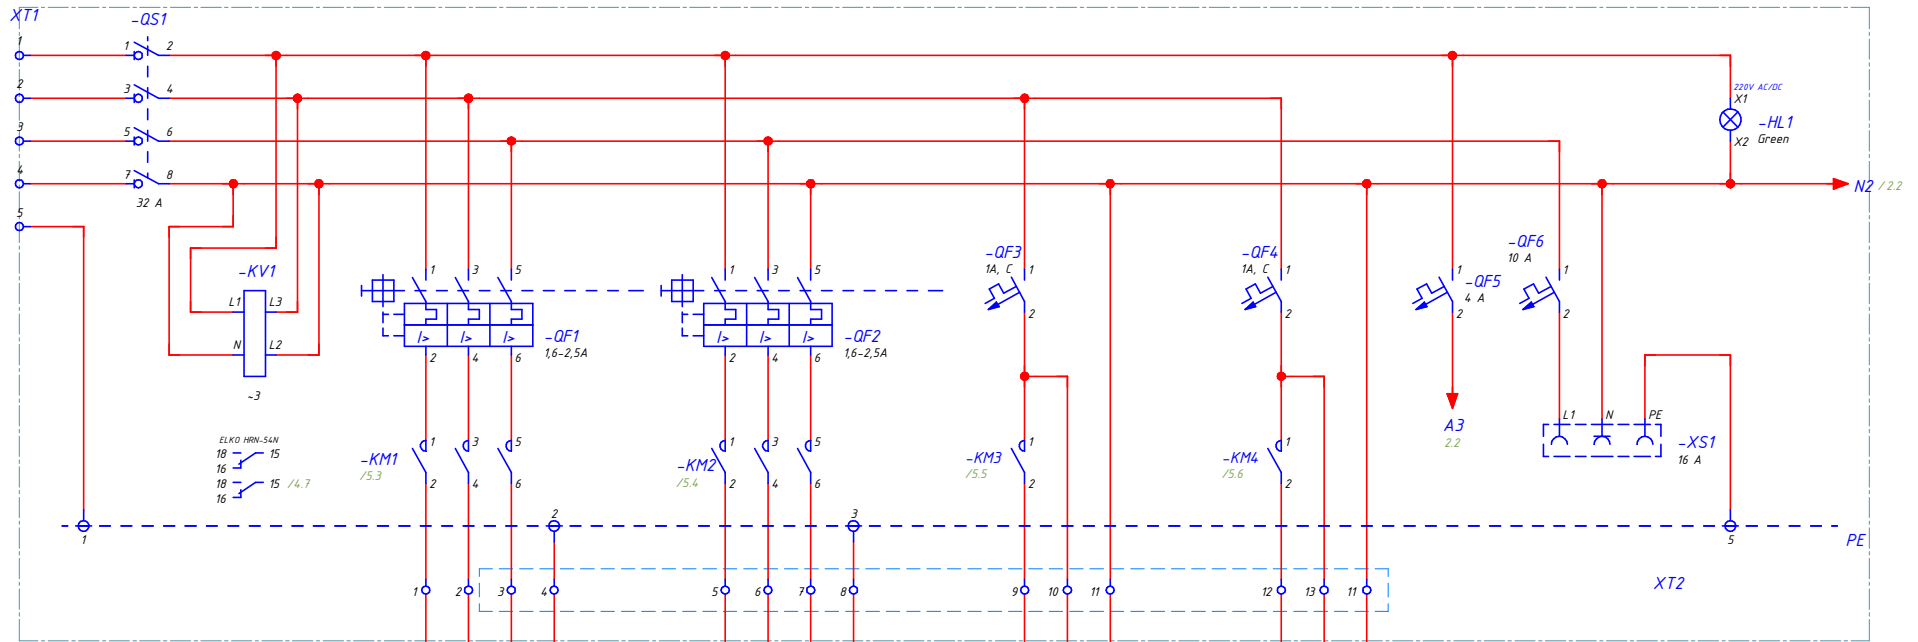 XT1
-QS1
1
1
2
2
3
4
3
5
6
4
7
8
32 A
5
220V AC/DC
X1
-HL1
X2
Green
N2 /2.2
-KV1
L1
L3
N
L2
~3
ELKO HRN-54N
18
15
16
18
15 /4.7
16
1
3
5
-QF1
1,6-2,5A
I>
I>
I>
2
4
6
1
3
5
-QF2
1,6-2,5A
I>
I>
I>
2
4
6
-QF3
1A, C
1
2
-QF4
1A, C
1
2
1
-QF5
4 A
2
-QF6
10 A
1
2
A3
2.2
L1
N
PE
-XS1
16 A
-KM1
/5.3
1
3
5
2
4
6
-KM2
/5.4
1
3
5
2
4
6
-KM3
/5.5
1
2
-KM4
/5.6
1
2
1
2
3
5
PE
1
2
3
4
5
6
7
8
9
10
11
12
13
11
XT2